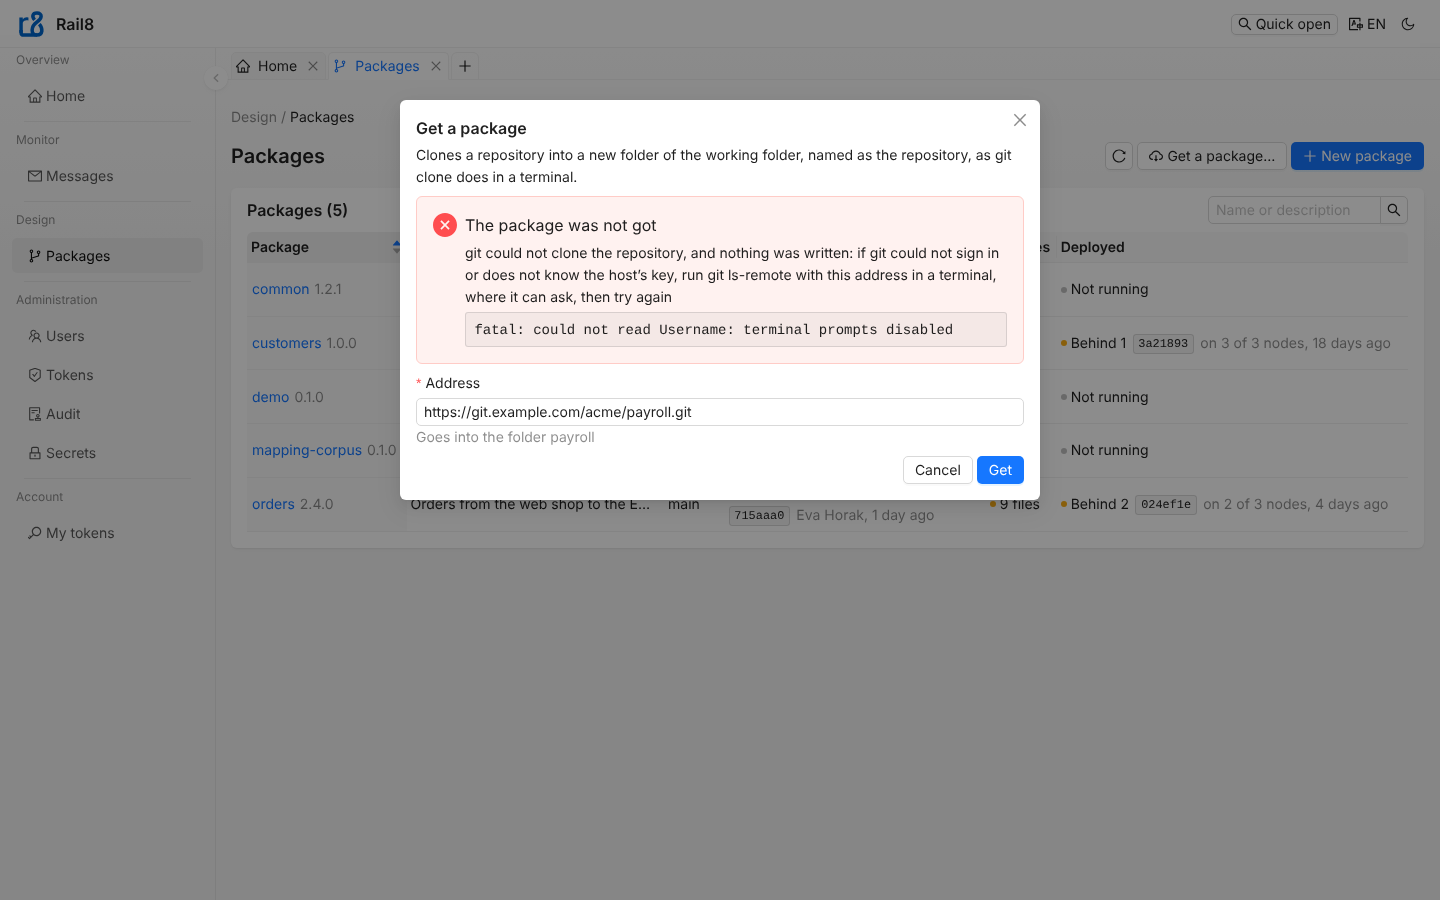 Rail8
Quick open
EN
Overview
Home
Monitor
Messages
Design
Packages
Administration
Users
Tokens
Audit
Secrets
Account
My tokens
Home
Packages
Design / Packages
Packages
Get a package...
New package
Packages (5)
Name or description
Package
Deployed
common 1.2.1
Not running
customers 1.0.0
Behind 1 3a21893 on 3 of 3 nodes, 18 days ago
demo 0.1.0
Not running
mapping-corpus 0.1.0
Not running
orders 2.4.0
Orders from the web shop to the E...
main
715aaa0 Eva Horak, 1 day ago
9 files
Behind 2 024ef1e on 2 of 3 nodes, 4 days ago
Get a package
Clones a repository into a new folder of the working folder, named as the repository, as git
clone does in a terminal.
The package was not got
git could not clone the repository, and nothing was written: if git could not sign in
or does not know the host’s key, run git ls-remote with this address in a terminal,
where it can ask, then try again
fatal: could not read Username: terminal prompts disabled
* Address
https://git.example.com/acme/payroll.git
Goes into the folder payroll
Cancel
Get